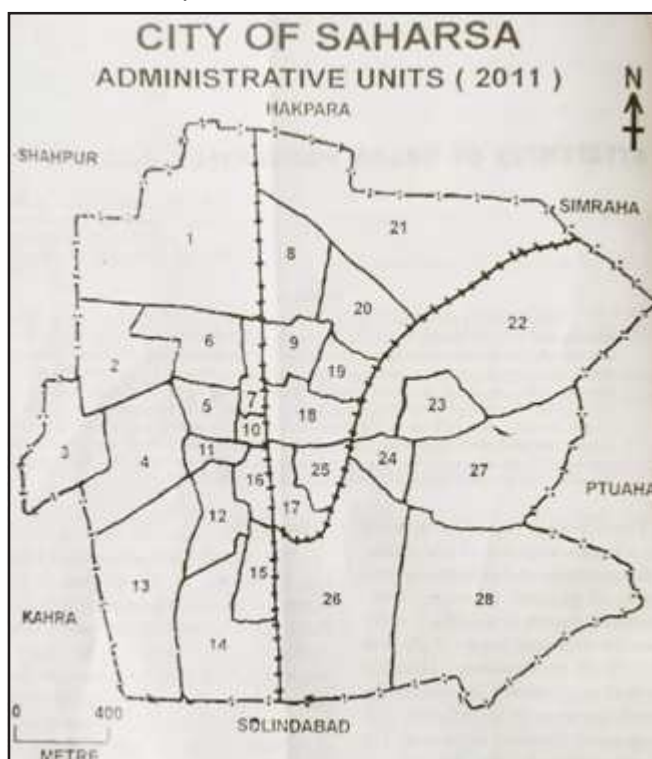 CITY OF SAHARSA
ADMINISTRATIVE UNITS ( 2011 )
N
HAKPARA
SHAHPUR
SIMRAHA
21
1
8
20
22
2
6
9
19
7
5
18
23
10
3
4
11
16
25
24
27
17
PTUAHA
12
15
13
26
28
KAHRA
14
0 400
METRE
SOLINDABAD